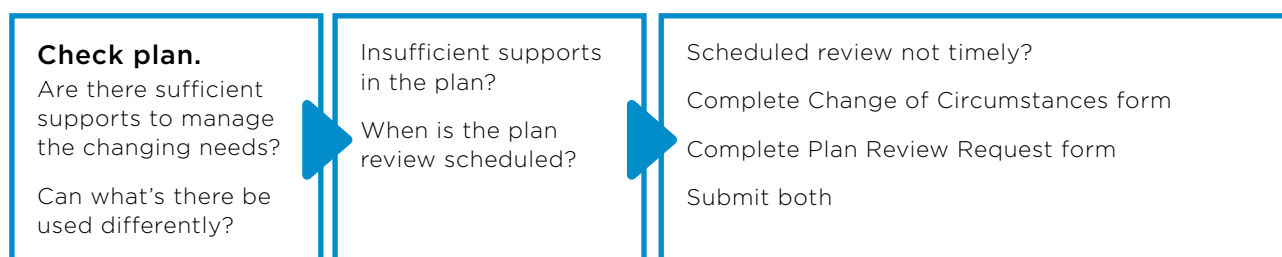 Check plan.
Are there sufficient
supports to manage
the changing needs?
Can what's there be
used differently?
Insufficient supports
in the plan?
When is the plan
review scheduled?
Scheduled review not timely?
Complete Change of Circumstances form
Complete Plan Review Request form
Submit both